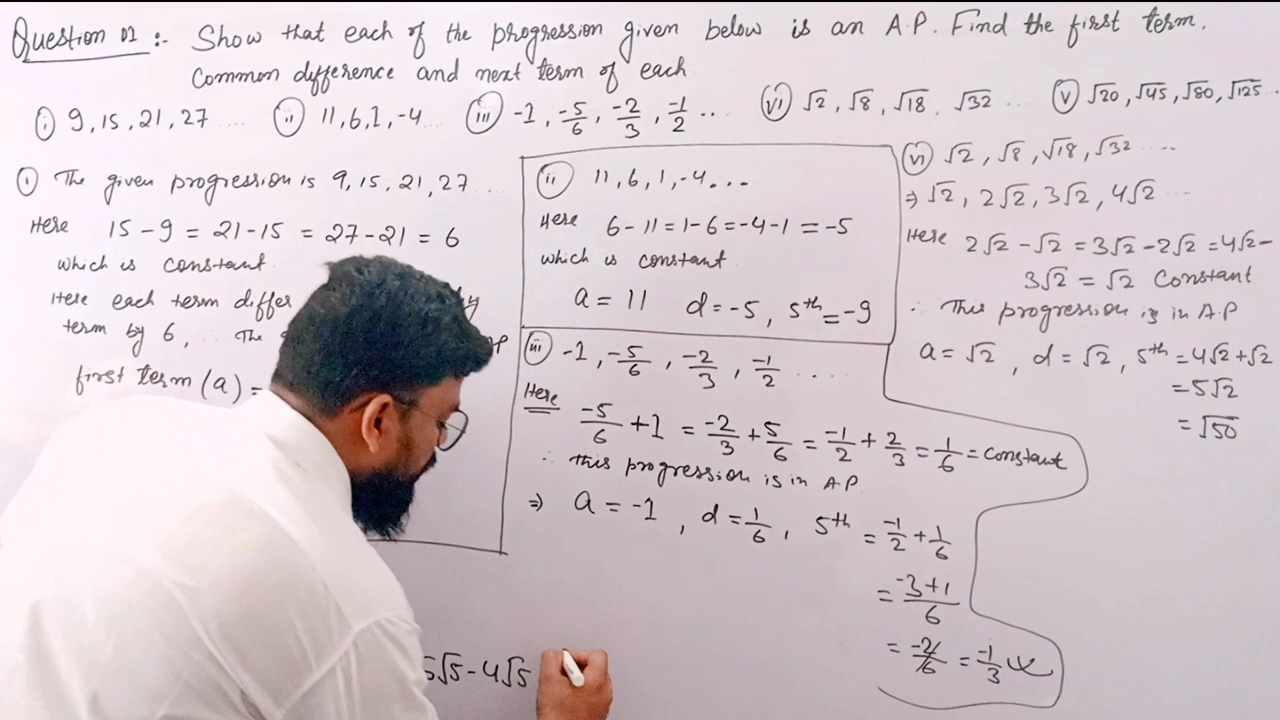 Question 02 :- Show that each of the progression given below is an A.P. Find the first term.
Common difference and next term of each
(i) 9, 15, 21, 27 .... (ii) 11, 6, 1, -4 ... (iii) -1, -5/6, -2/3, -1/2 .. (vi) √2, √8, √18, √32 ... (v) √20, √45, √80, √125 ..
(i) The given progression is 9, 15, 21, 27 ...
Here 15 - 9 = 21 - 15 = 27 - 21 = 6
which is constant
Here each term differ
term by 6, ∴ The
first term (a) =
(ii) 11, 6, 1, -4 ...
Here 6 - 11 = 1 - 6 = -4 - 1 = -5
which is constant
a = 11 d = -5, 5th = -9
(iii) -1, -5/6, -2/3, -1/2 ....
Here -5/6 + 1 = -2/3 + 5/6 = -1/2 + 2/3 = 1/6 = constant
∴ this progression is in A.P.
⇒ a = -1, d = 1/6, 5th = -1/2 + 1/6
= -3+1/6
= -2/6 = -1/3
(vi) √2, √8, √18, √32 ....
⇒ √2, 2√2, 3√2, 4√2 ...
Here 2√2 - √2 = 3√2 - 2√2 = 4√2 -
3√2 = √2 Constant
∴ This progression is in A.P
a = √2, d = √2, 5th = 4√2 + √2
= 5√2
= √50
5√5 - 4√5